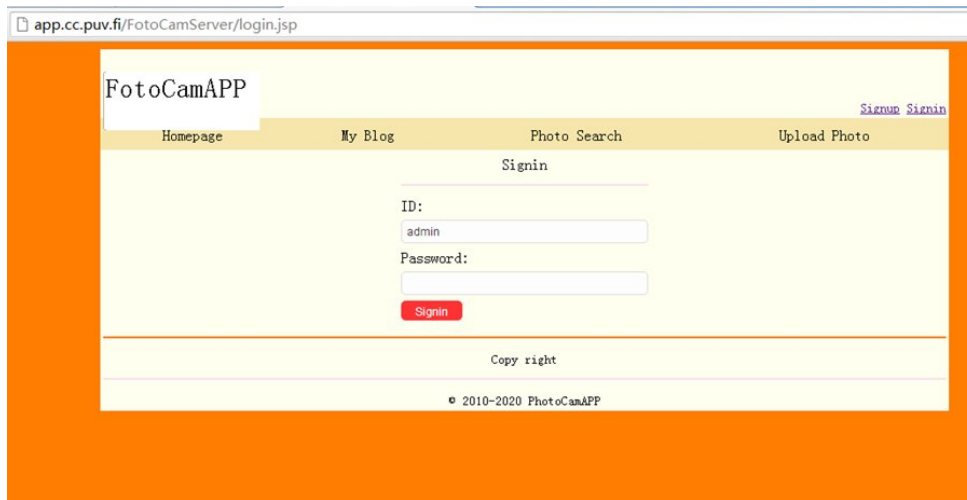 app.cc.puv.fi/FotoCamServer/login.jsp
FotoCamAPP
Signup Signin
Homepage My Blog Photo Search Upload Photo
Signin
ID:
admin
Password:
Signin
Copy right
© 2010-2020 PhotoCamAPP